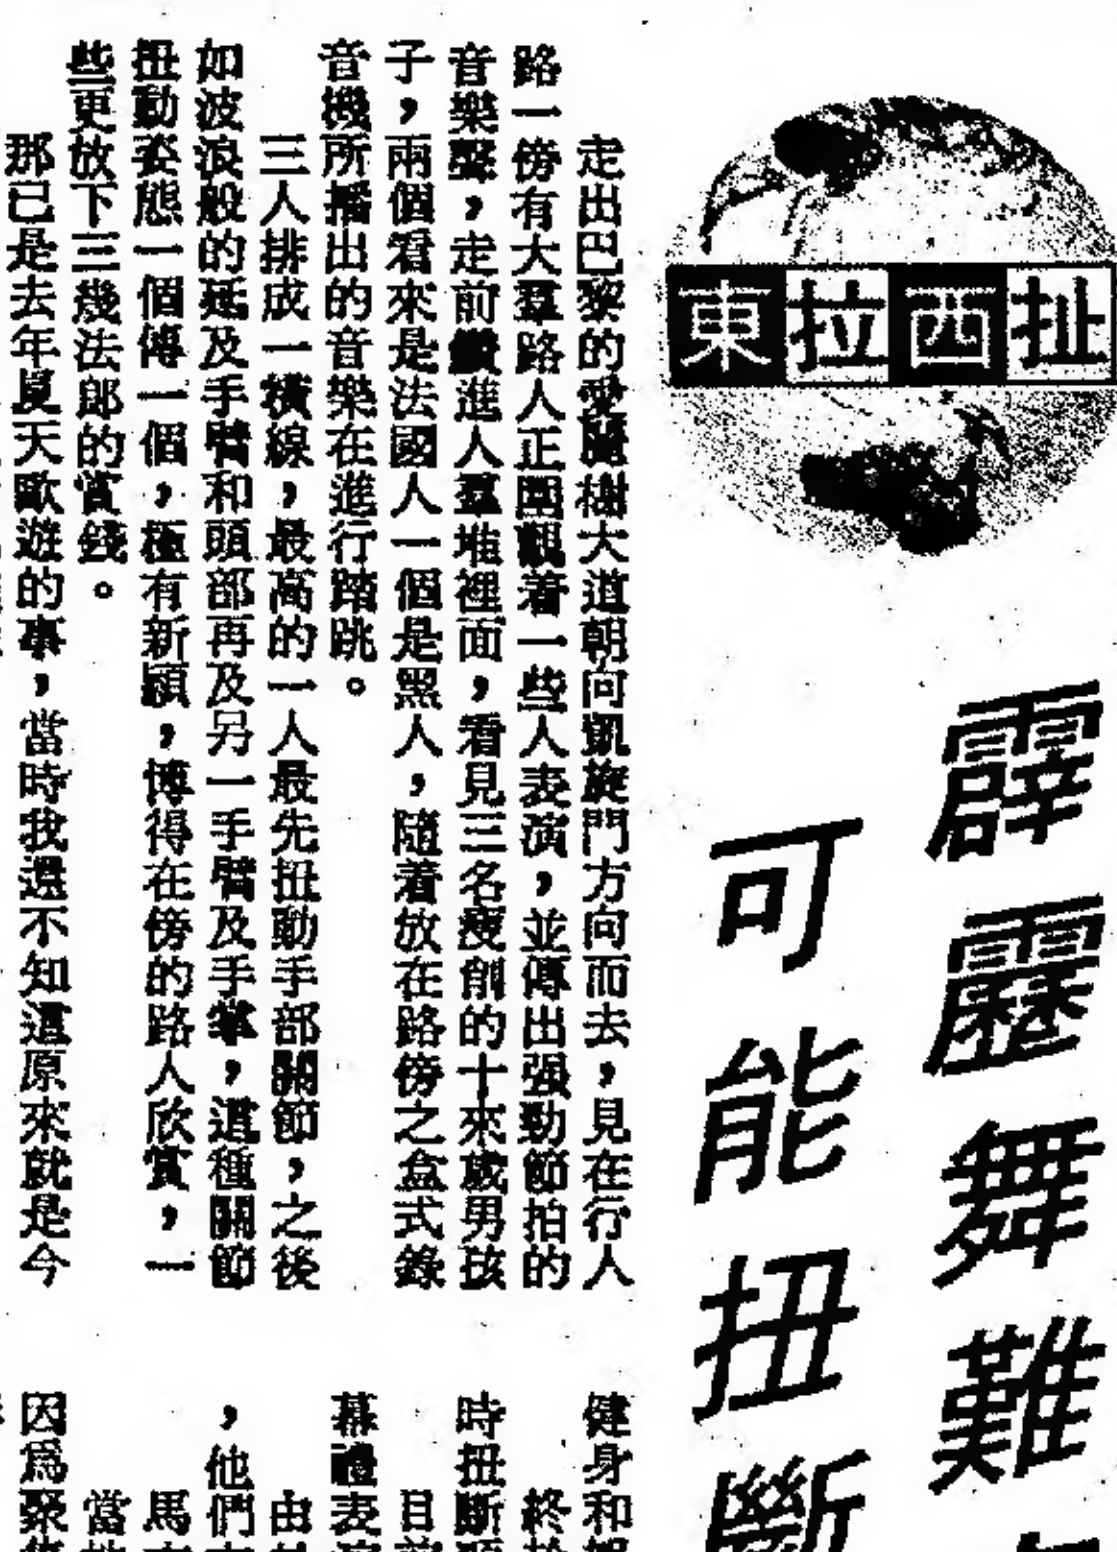 東拉西扯
霹靂舞難
可能扭斷
走出巴黎的愛麗榭大道朝向凱旋門方向而去，見在行人
路一傍有大羣路人正圍觀着一些人表演，並傳出强勁節拍的
音樂聲，走前鑽進人羣堆裡面，看見三名瘦削的十來歲男孩
子，兩個看來是法國人一個是黑人，隨着放在路傍之盒式錄
音機所播出的音樂在進行踏跳。
三人排成一橫線，最高的一人最先扭動手部關節，之後
如波浪般的延及手臂和頭部再及另一手臂及手掌，這種關節
扭動姿態一個傳一個，極有新穎，博得在傍的路人欣賞，一
些更放下三幾法郎的賞錢。
那已是去年夏天歐遊的事，當時我還不知這原來就是今
健身和
終
時扭斷
目前
幕禮表演
由
，他們
馬
當地
因爲聚集